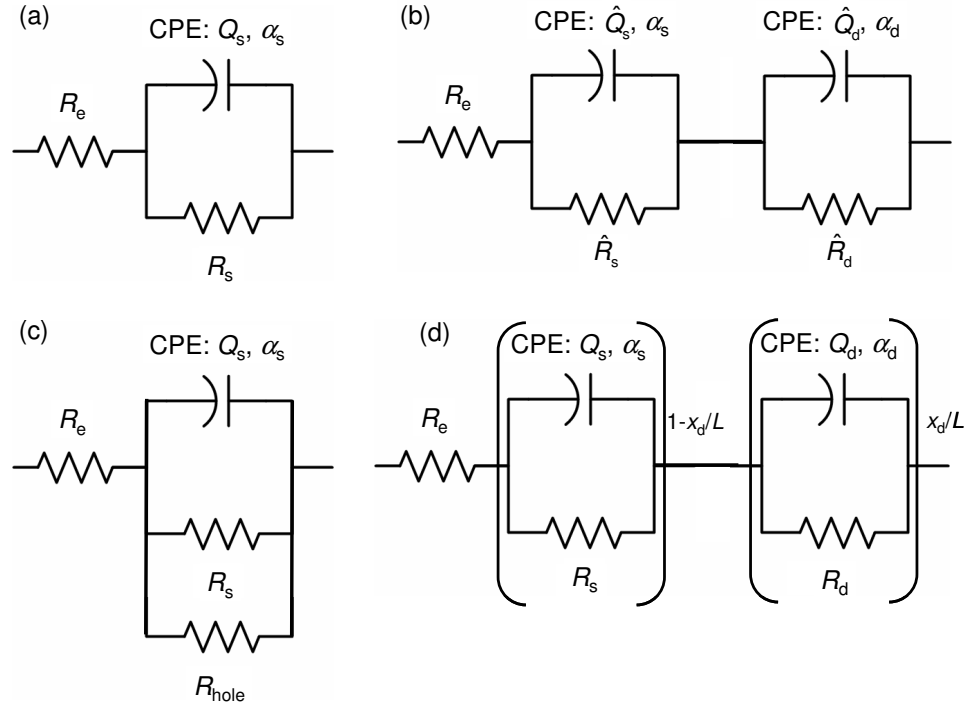 (a)
CPE: Qₛ, αₛ
Rₑ
Rₛ
(b)
CPE: Q̂ₛ, αₛ
CPE: Q̂d, αd
Rₑ
R̂ₛ
R̂d
(c)
CPE: Qₛ, αₛ
Rₑ
Rₛ
Rhole
(d)
CPE: Qₛ, αₛ
CPE: Qd, αd
Rₑ
1-xd/L
xd/L
Rₛ
Rd